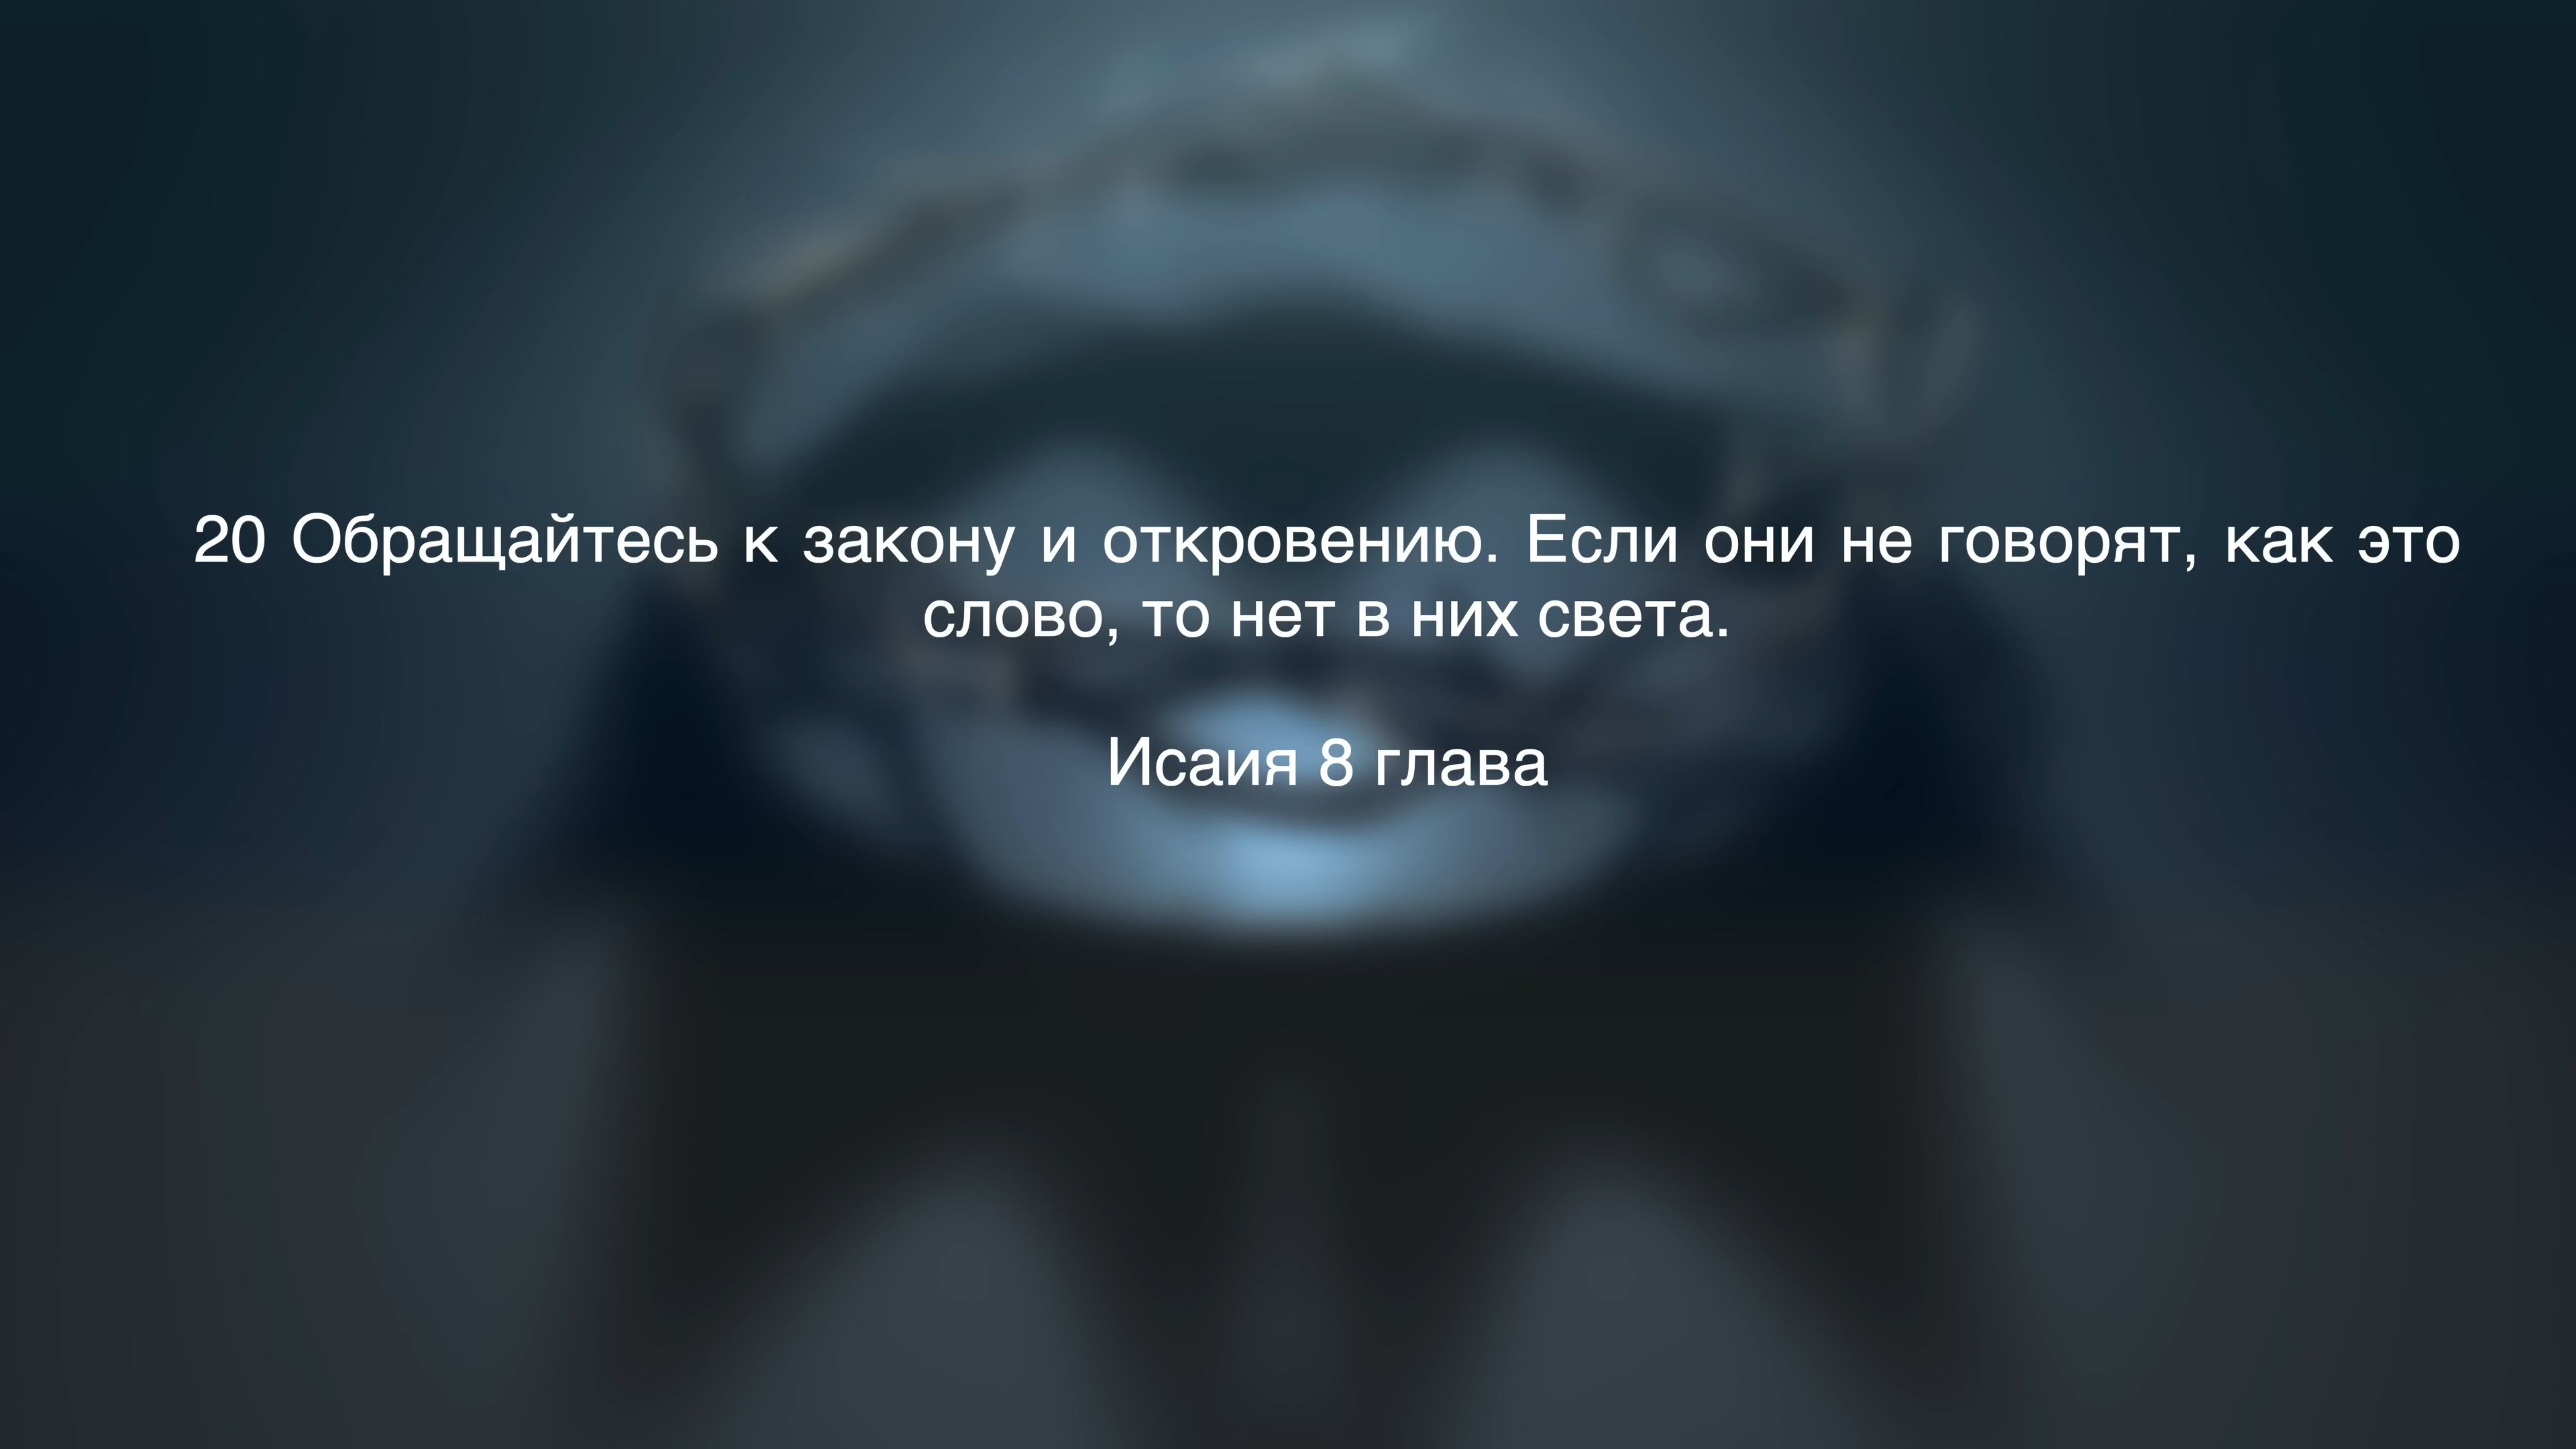 20 Обращайтесь к закону и откровению. Если они не говорят, как это
слово, то нет в них света.
Исаия 8 глава